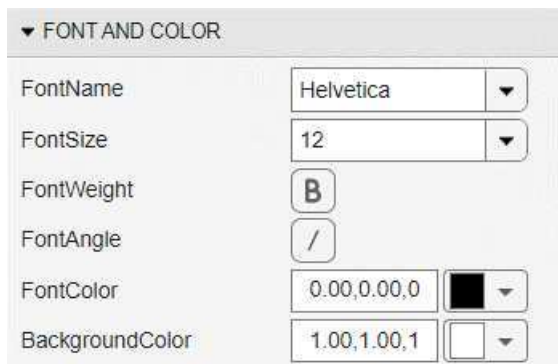 FONT AND COLOR
FontName Helvetica
FontSize 12
FontWeight B
FontAngle /
FontColor 0.00,0.00,0
BackgroundColor 1.00,1.00,1